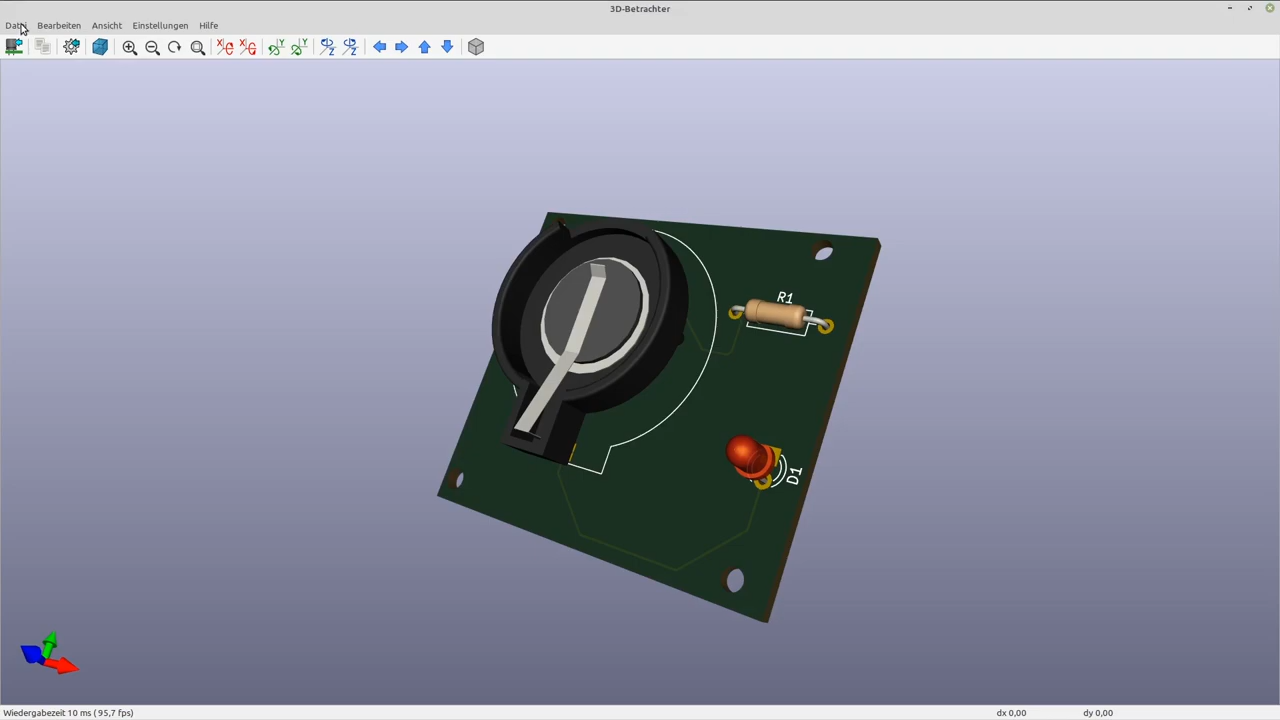 3D-Betrachter
Datei Bearbeiten Ansicht Einstellungen Hilfe
X X Y Y Z Z
R1
D1
Wiedergabezeit 10 ms ( 95,7 fps) dx 0,00 dy 0,00